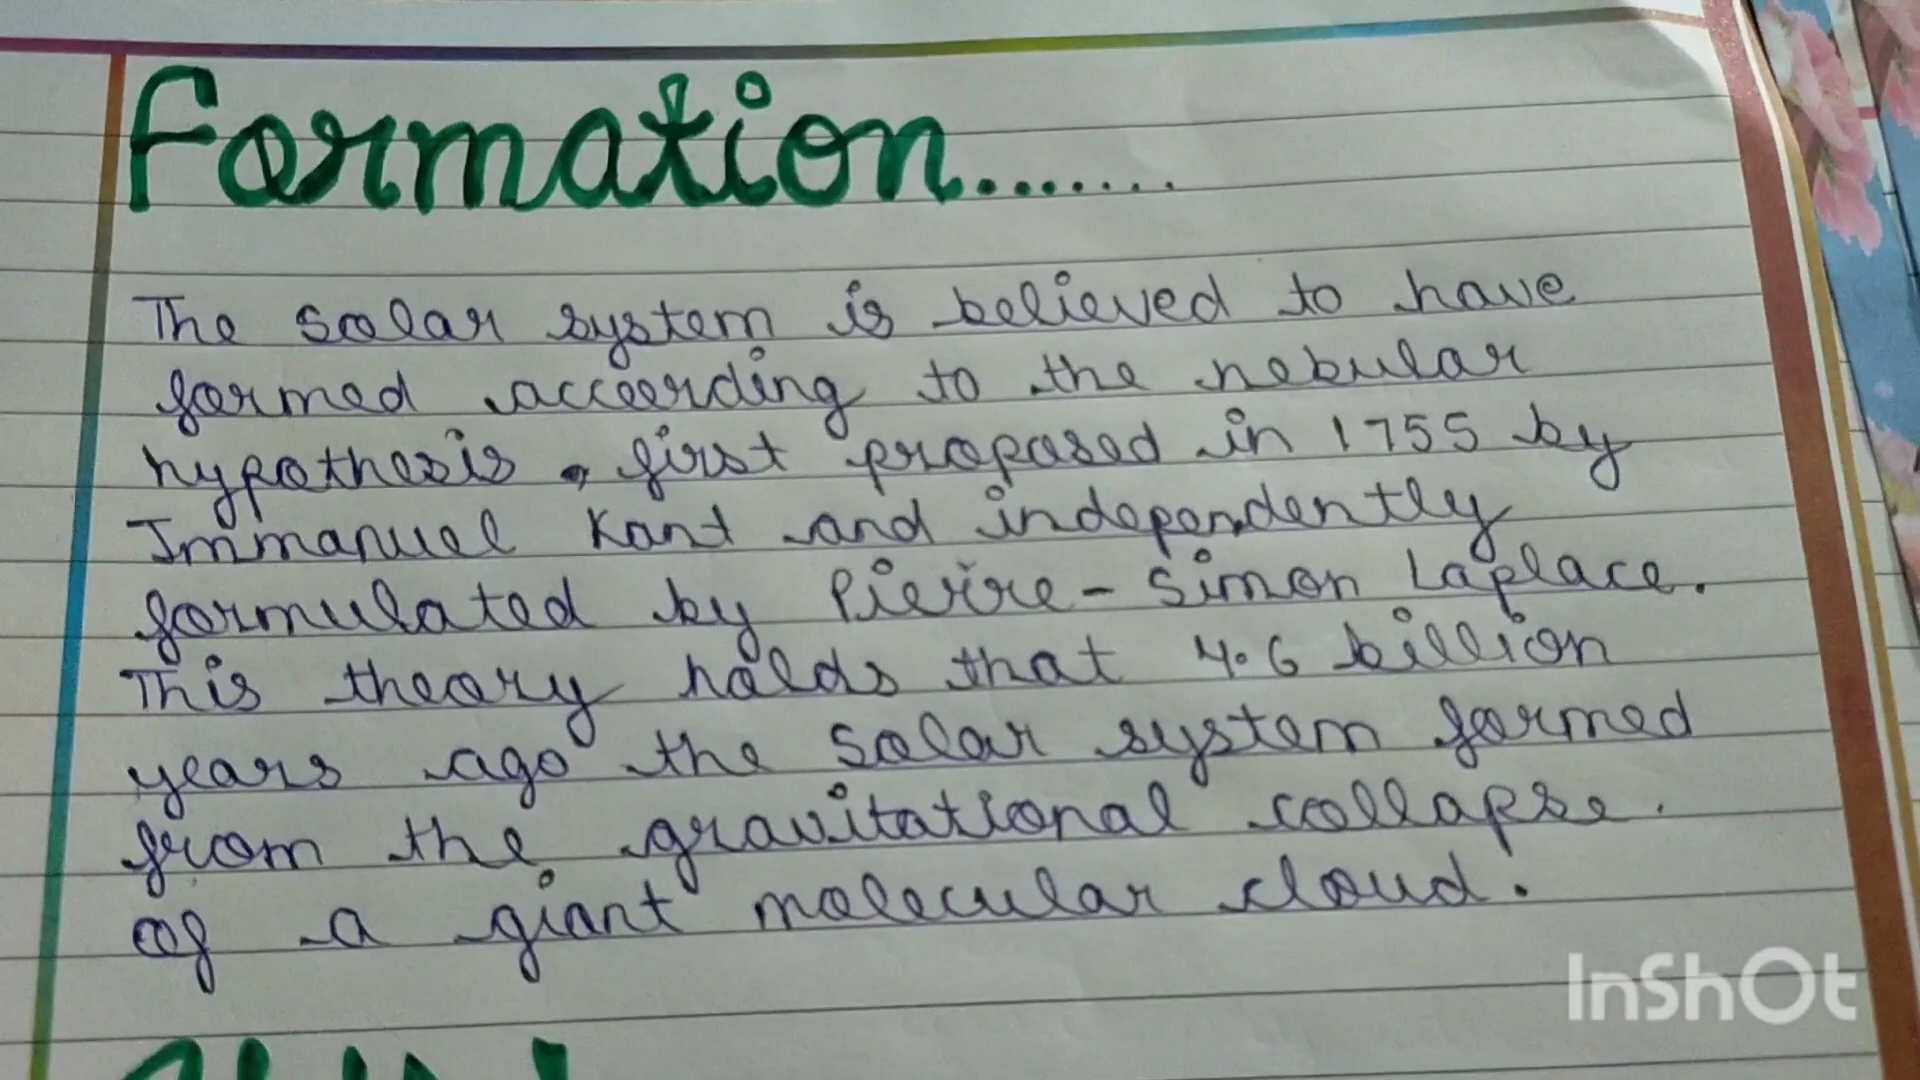 Formation.......
The solar system is believed to have
formed according to the nebular
hypothesis, first proposed in 1755 by
Immanuel Kant and independently
formulated by Pierre-Simon Laplace.
This theory holds that 4.6 billion
years ago the solar system formed
from the gravitational collapse.
of a giant molecular cloud.
InShOt